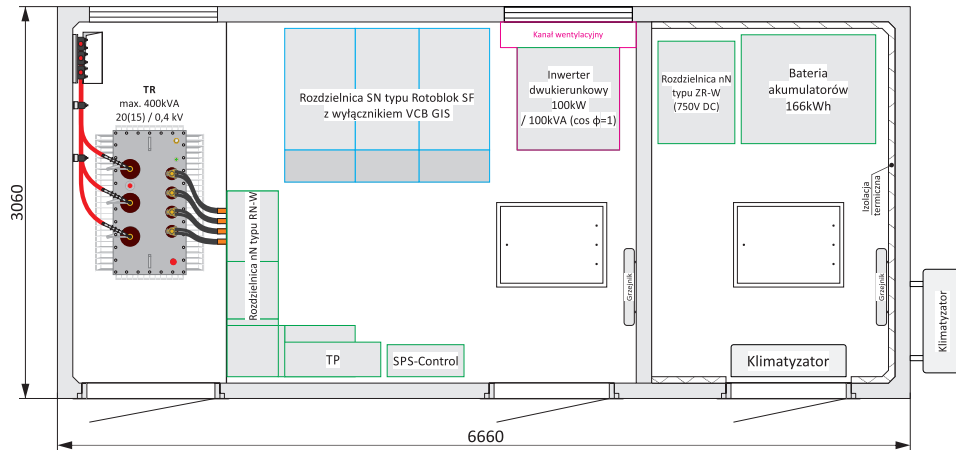 Kanał wentylacyjny
TR
max. 400kVA
20(15) / 0,4 kV
Rozdzielnica SN typu Rotoblok SF
z wyłącznikiem VCB GIS
Inwerter
dwukierunkowy
100kW
/ 100kVA (cos ϕ=1)
Rozdzielnica nN
typu ZR-W
(750V DC)
Bateria
akumulatorów
166kWh
Izolacja
termiczna
3060
Rozdzielnica nN typu RN-W
Grzejnik
Grzejnik
Klimatyzator
TP
SPS-Control
Klimatyzator
6660